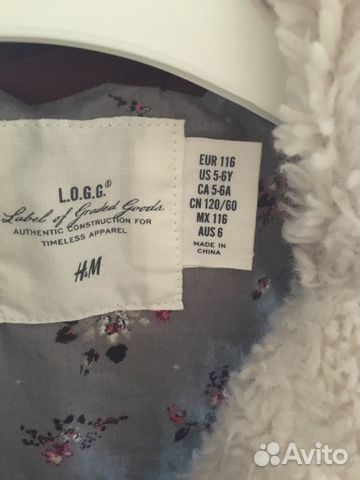 L.O.G.G.®
Label of Graded Goods
AUTHENTIC CONSTRUCTION FOR
TIMELESS APPAREL
H&M
EUR 116
US 5-6Y
CA 5-6A
CN 120/60
MX 116
AUS 6
MADE IN
CHINA
Avito